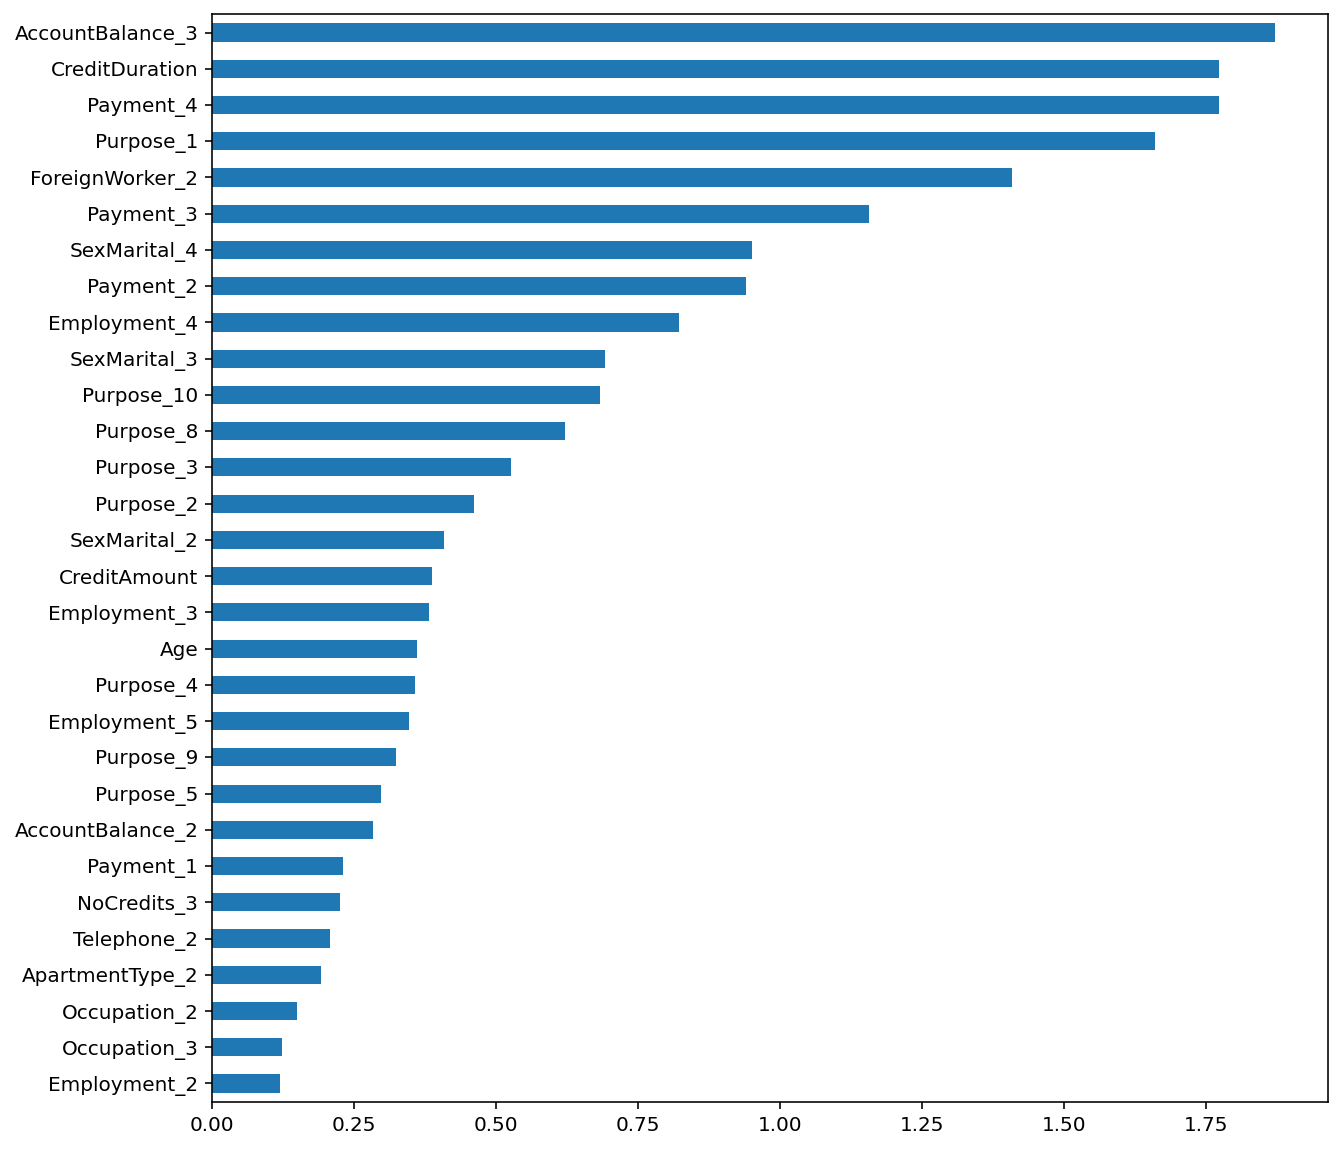 AccountBalance_3
CreditDuration
Payment_4
Purpose_1
ForeignWorker_2
Payment_3
SexMarital_4
Payment_2
Employment_4
SexMarital_3
Purpose_10
Purpose_8
Purpose_3
Purpose_2
SexMarital_2
CreditAmount
Employment_3
Age
Purpose_4
Employment_5
Purpose_9
Purpose_5
AccountBalance_2
Payment_1
NoCredits_3
Telephone_2
ApartmentType_2
Occupation_2
Occupation_3
Employment_2
0.00 0.25 0.50 0.75 1.00 1.25 1.50 1.75